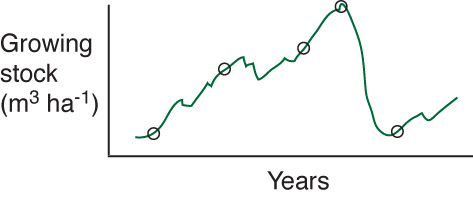 Growing
stock
(m³ ha⁻¹)
Years